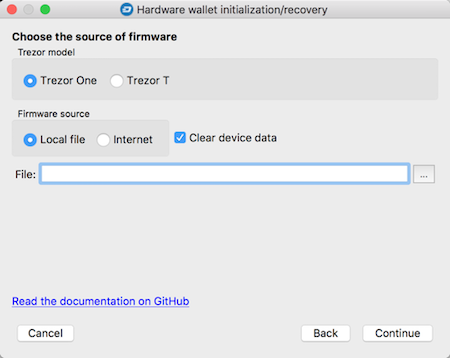 Hardware wallet initialization/recovery
Choose the source of firmware
Trezor model
Trezor One Trezor T
Firmware source
Local file Internet Clear device data
File: ...
Read the documentation on GitHub
Cancel Back Continue